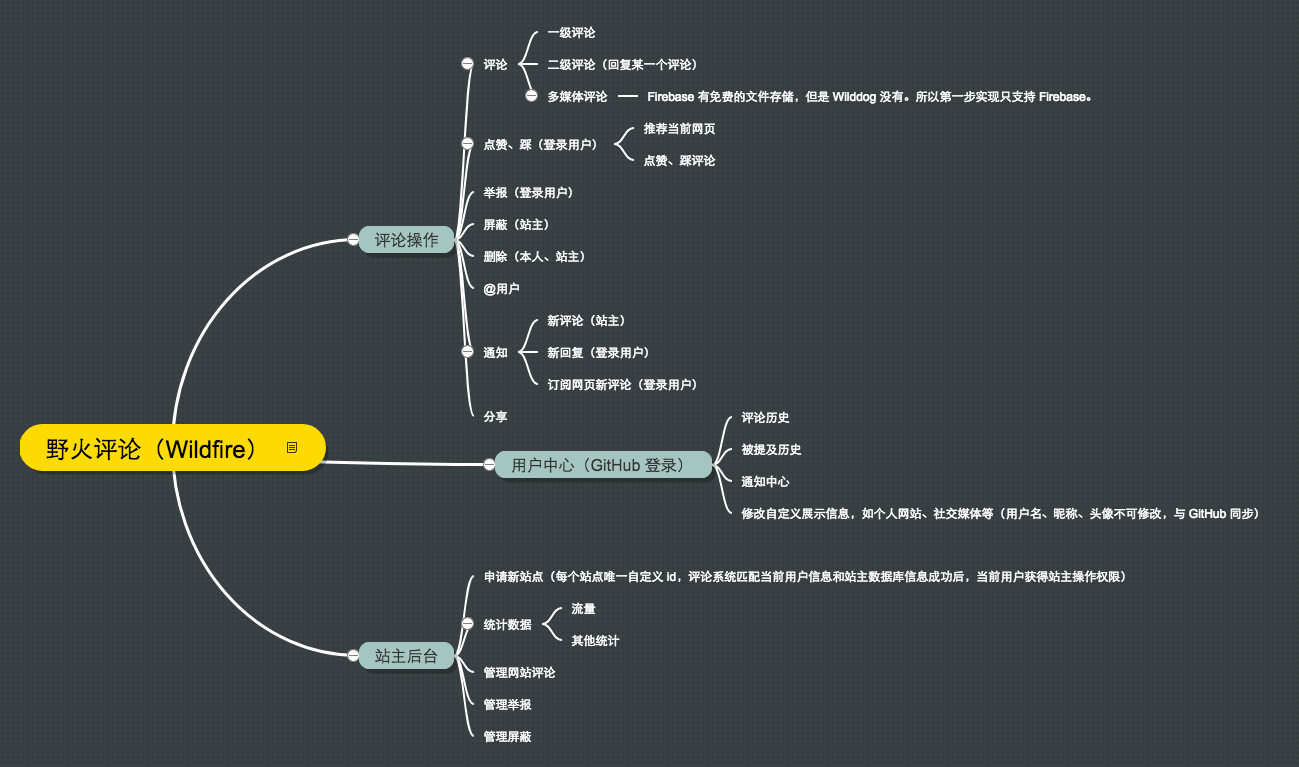 一级评论
评论
二级评论（回复某一个评论）
多媒体评论
Firebase 有免费的文件存储，但是 Wilddog 没有。所以第一步实现只支持 Firebase。
推荐当前网页
点赞、踩（登录用户）
点赞、踩评论
举报（登录用户）
屏蔽（站主）
评论操作
删除（本人、站主）
@用户
新评论（站主）
通知
新回复（登录用户）
订阅网页新评论（登录用户）
分享
野火评论（Wildfire）
评论历史
被提及历史
用户中心（GitHub 登录）
通知中心
修改自定义展示信息，如个人网站、社交媒体等（用户名、昵称、头像不可修改，与 GitHub 同步）
申请新站点（每个站点唯一自定义 id，评论系统匹配当前用户信息和站主数据库信息成功后，当前用户获得站主操作权限）
流量
统计数据
其他统计
站主后台
管理网站评论
管理举报
管理屏蔽